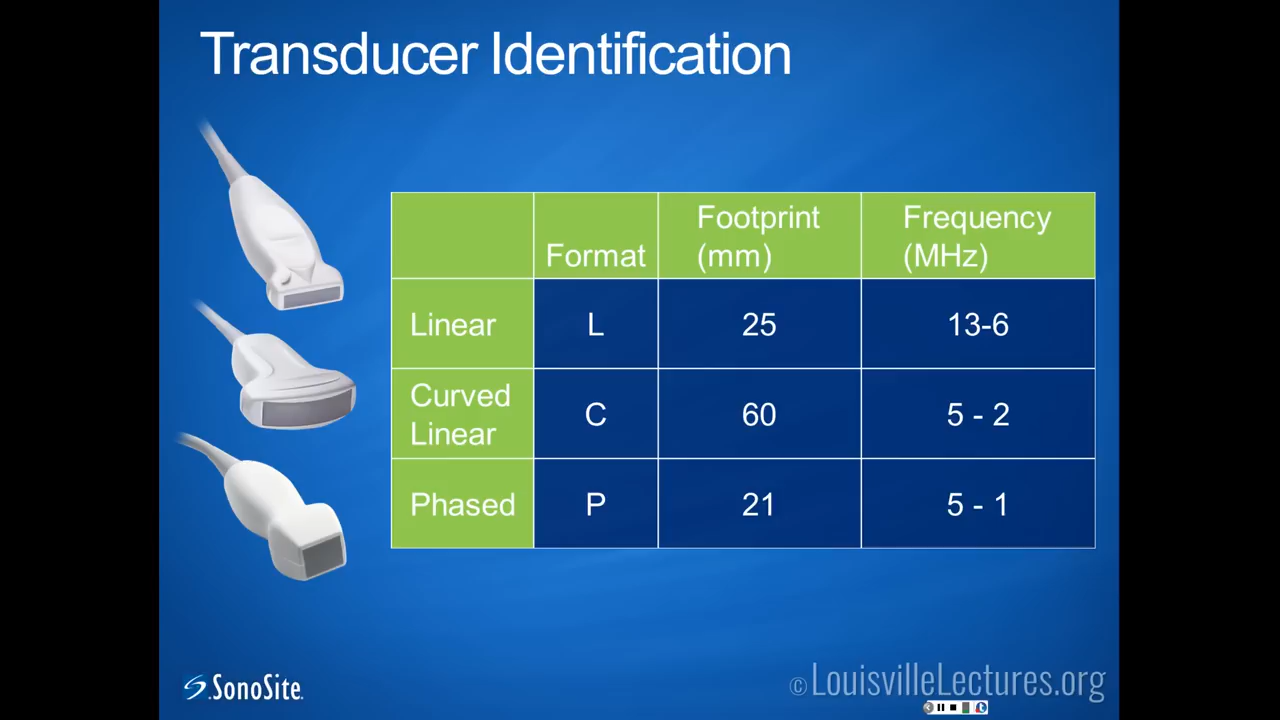 Transducer Identification
Format
Footprint (mm)
Frequency (MHz)
Linear
L
25
13-6
Curved Linear
C
60
5 - 2
Phased
P
21
5 - 1
SonoSite
© LouisvilleLectures.org